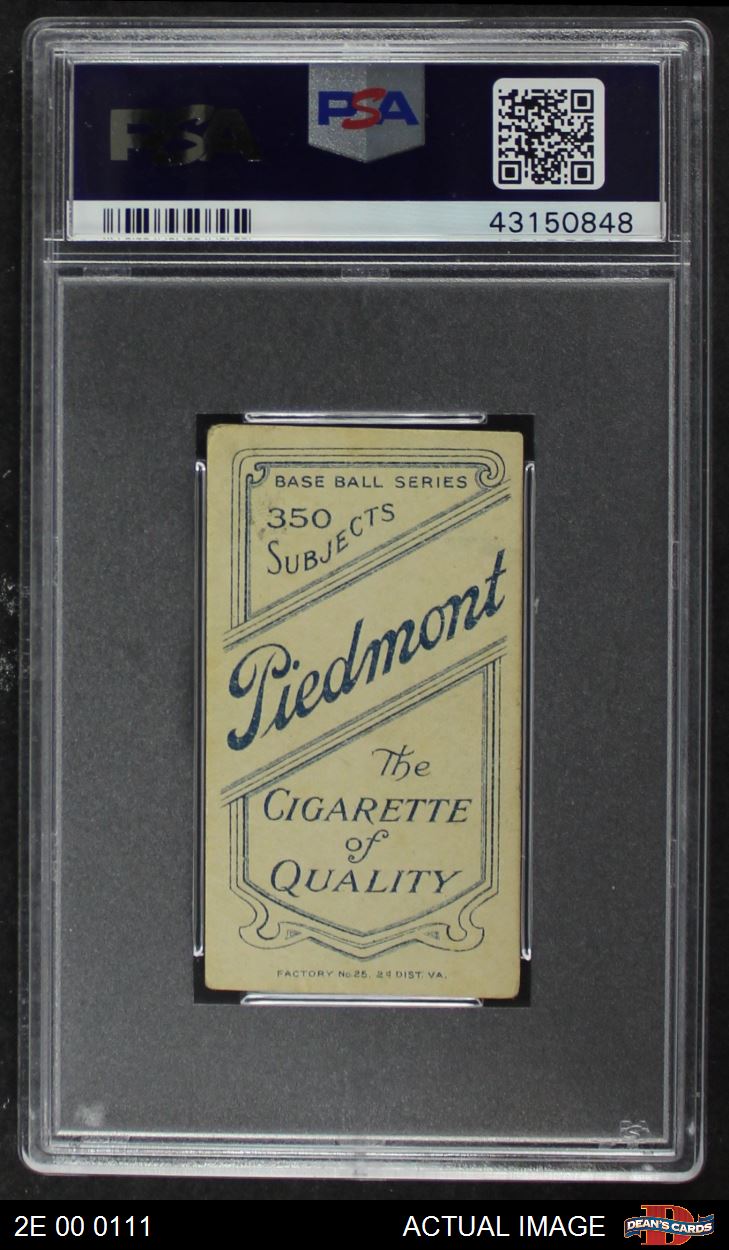 PSA
PSA
43150848
BASE BALL SERIES
350
SUBJECTS
Piedmont
The
CIGARETTE
of
QUALITY
FACTORY No 25, 2d DIST. VA.
PSA
2E 00 0111
ACTUAL IMAGE
DEAN'S CARDS